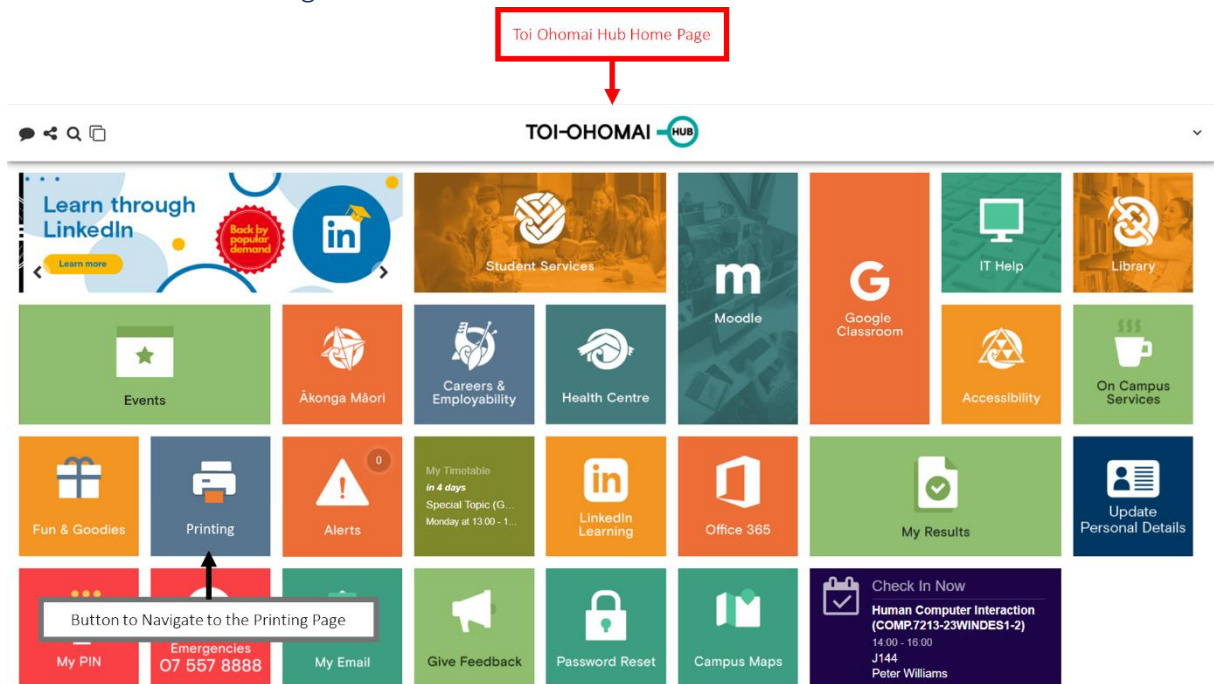 Toi Ohomai Hub Home Page
TOI-OHOMAI HUB
Learn through
LinkedIn
Back by
popular
demand
in
Learn more
Student Services
m
Moodle
G
Google
Classroom
IT Help
Library
Events
Ākonga Māori
Careers &
Employability
Health Centre
Accessibility
On Campus
Services
Fun & Goodies
Printing
0
Alerts
My Timetable
in 4 days
Special Topic (G...
Monday at 13:00 - 1...
in
LinkedIn
Learning
Office 365
My Results
Update
Personal Details
Button to Navigate to the Printing Page
My PIN
Emergencies
07 557 8888
My Email
Give Feedback
Password Reset
Campus Maps
Check In Now
Human Computer Interaction
(COMP.7213-23WINDES1-2)
14:00 - 16:00
J144
Peter Williams